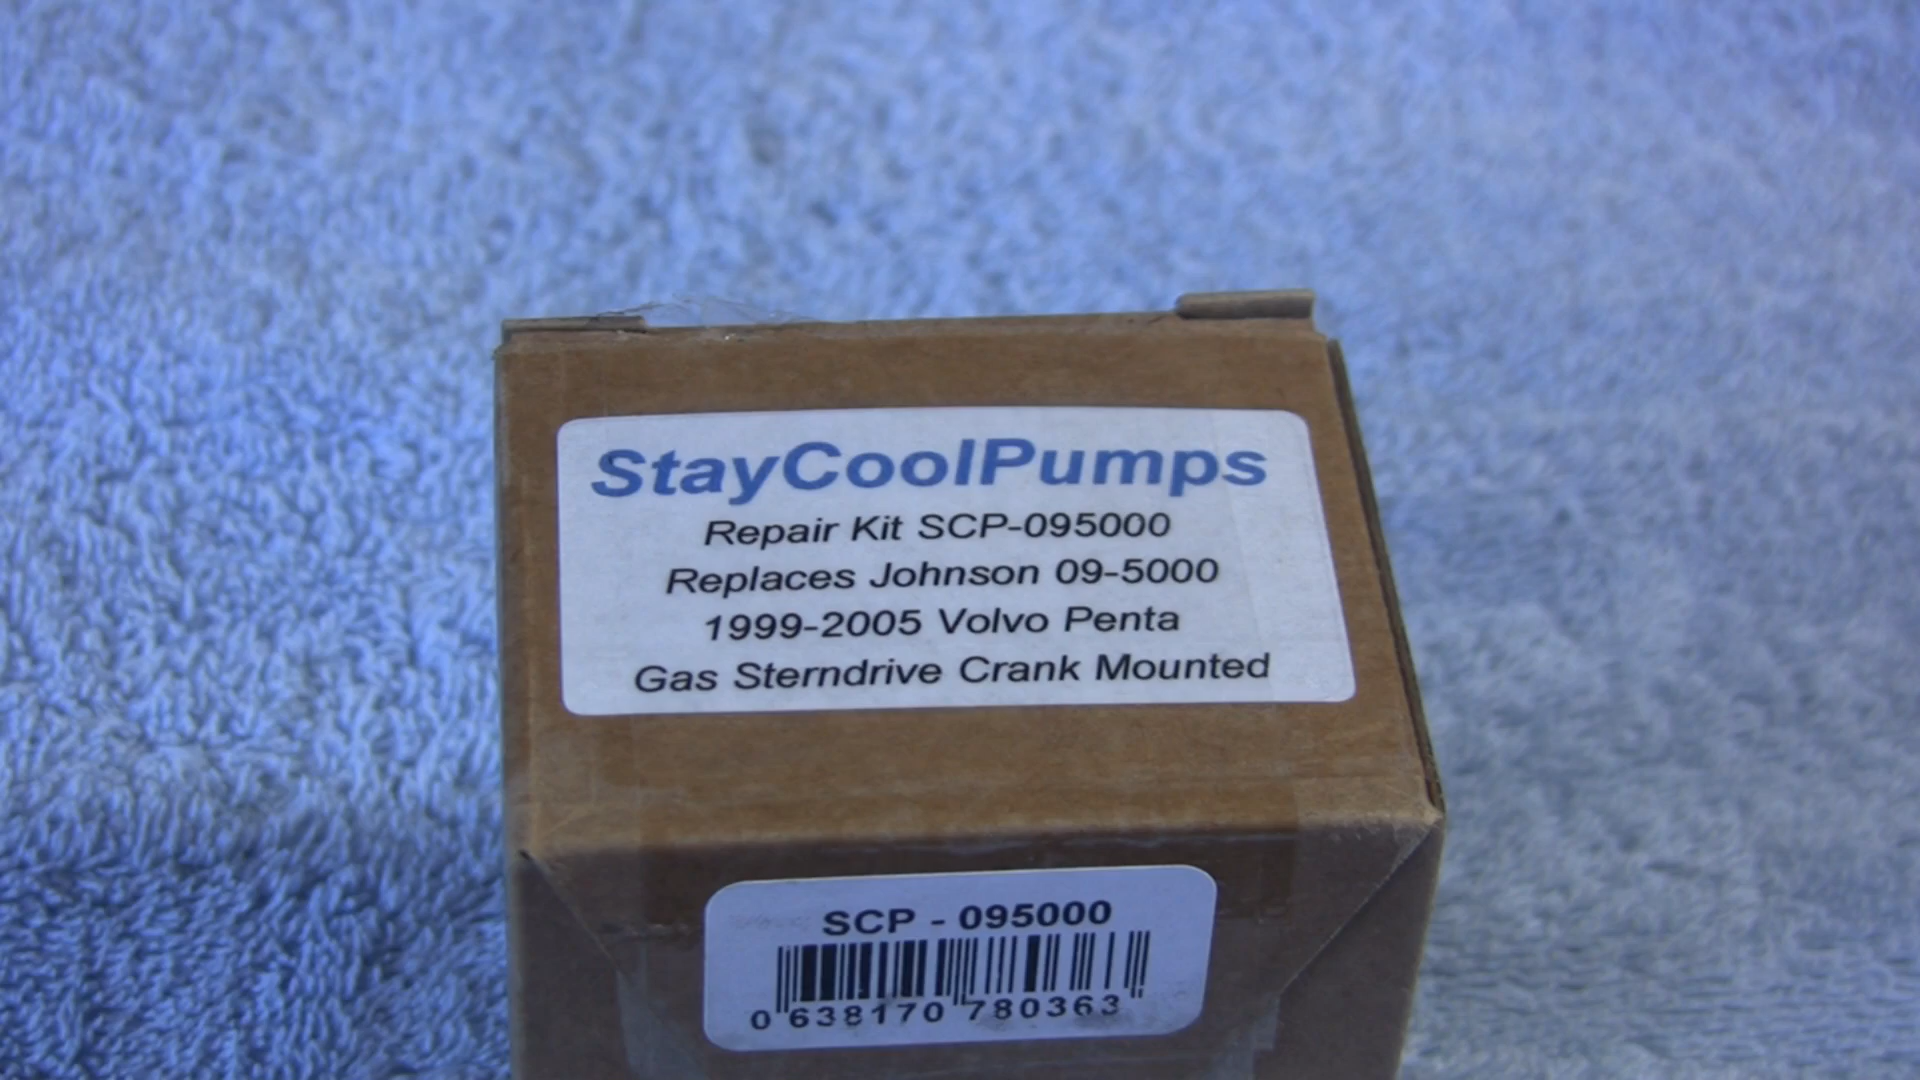 StayCoolPumps
Repair Kit SCP-095000
Replaces Johnson 09-5000
1999-2005 Volvo Penta
Gas Sterndrive Crank Mounted
SCP - 095000
0 638170 780363